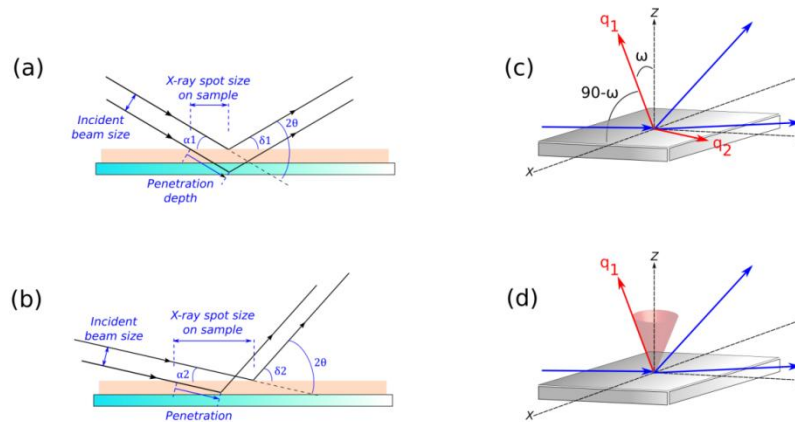 (a)
X-ray spot size
on sample
Incident
beam size
α1
δ1
2θ
Penetration
depth
(b)
X-ray spot size
on sample
Incident
beam size
α2
δ2
2θ
Penetration
(c)
q1
ω
z
90-ω
q2
x
(d)
q1
z
x